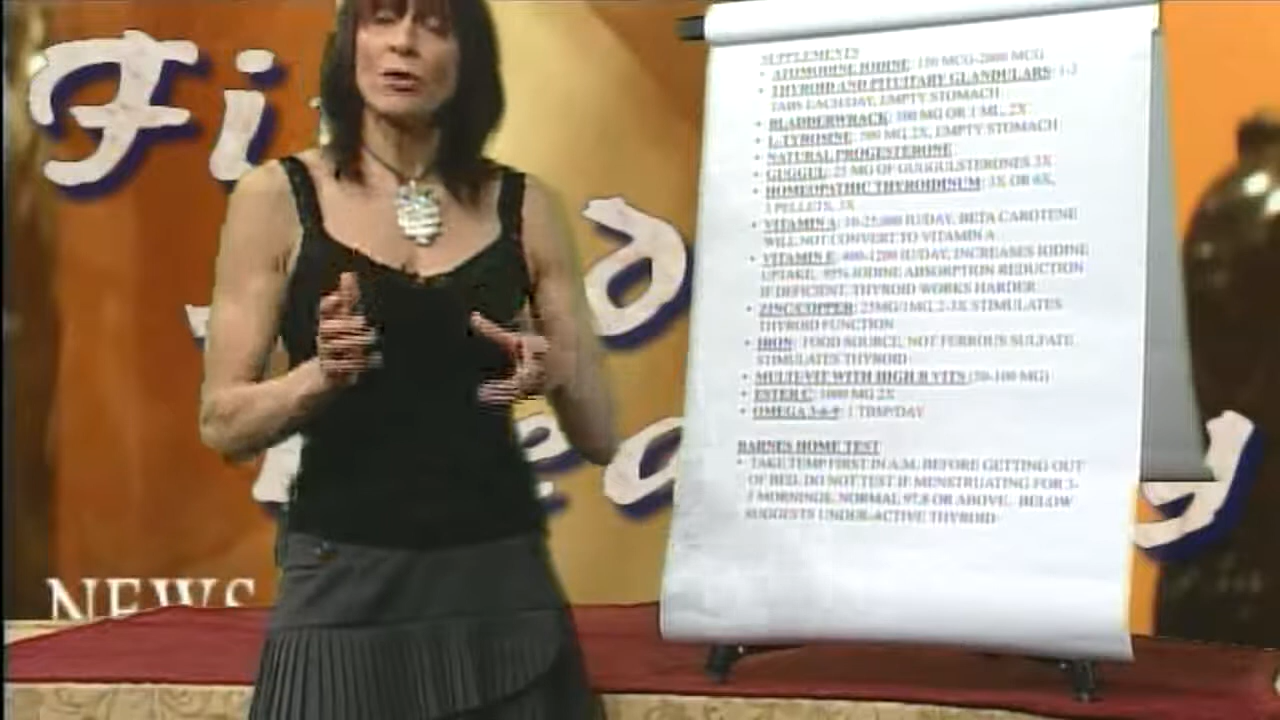 Fi d
ea y
NEWS
SUPPLEMENTS
• ATOMODINE IODINE: 150 MCG-2000 MCG
• THYROID AND PITUITARY GLANDULARS: 1-2
TABS EACH DAY, EMPTY STOMACH
• BLADDERWRACK: 100 MG OR 1 ML, 2X
• L-TYROSINE: 500 MG 2X, EMPTY STOMACH
• NATURAL PROGESTERONE
• GUGGUL: 25 MG OF GUGGULSTERONES 3X
• HOMEOPATHIC THYROIDINUM: 3X OR 6X,
3 PELLETS, 3X
• VITAMIN A: 10-25,000 IU/DAY, BETA CAROTENE
WILL NOT CONVERT TO VITAMIN A
• VITAMIN E: 400-1200 IU/DAY, INCREASES IODINE
UPTAKE, 95% IODINE ABSORPTION REDUCTION
IF DEFICIENT, THYROID WORKS HARDER
• ZINC/COPPER: 25MG/1MG, 2-3X STIMULATES
THYROID FUNCTION
• IRON: FOOD SOURCE, NOT FERROUS SULFATE
STIMULATES THYROID
• MULTI-VIT WITH HIGH B VITS (50-100 MG)
• ESTER C: 1000 MG 2X
• OMEGA 3-6-9: 1 TBSP/DAY
BARNES HOME TEST
• TAKE TEMP FIRST IN A.M. BEFORE GETTING OUT
OF BED. DO NOT TEST IF MENSTRUATING FOR 3-
MORNINGS. NORMAL 97.8 OR ABOVE. BELOW
SUGGESTS UNDER-ACTIVE THYROID